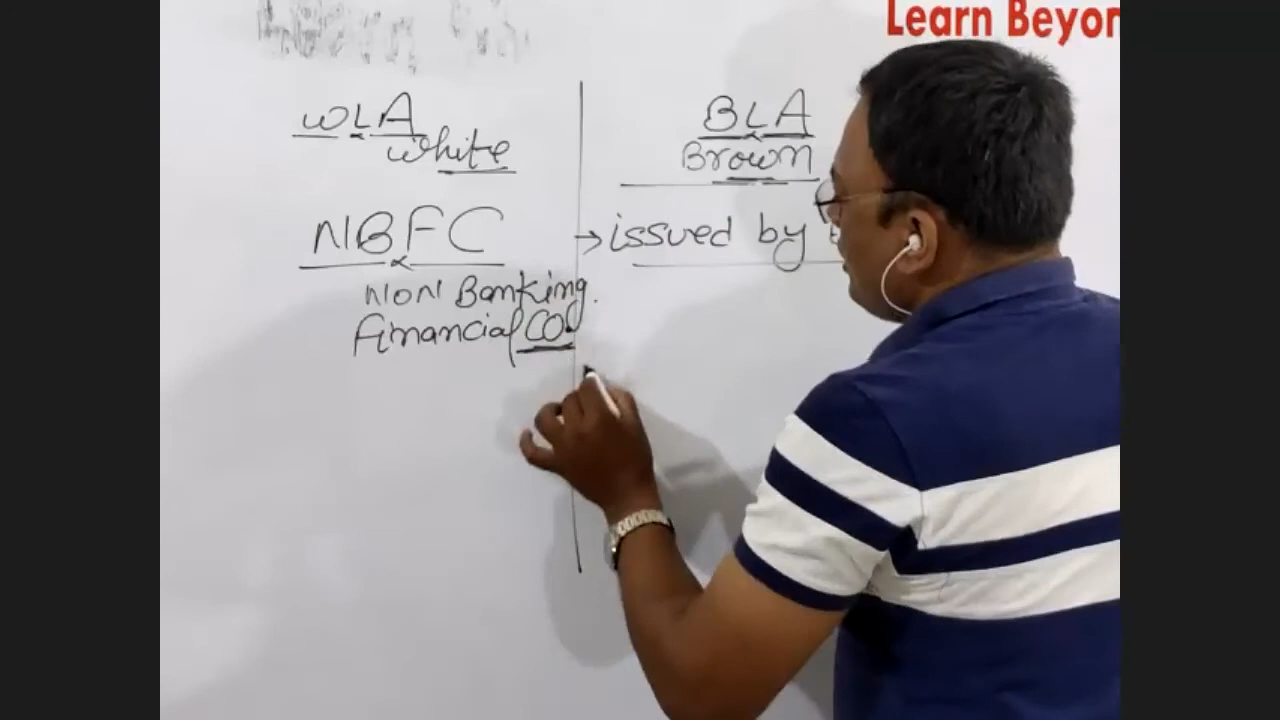 Learn Beyon
WLA
White
NBFC
NON Banking.
Financial CO.
BLA
Brown
→ issued by